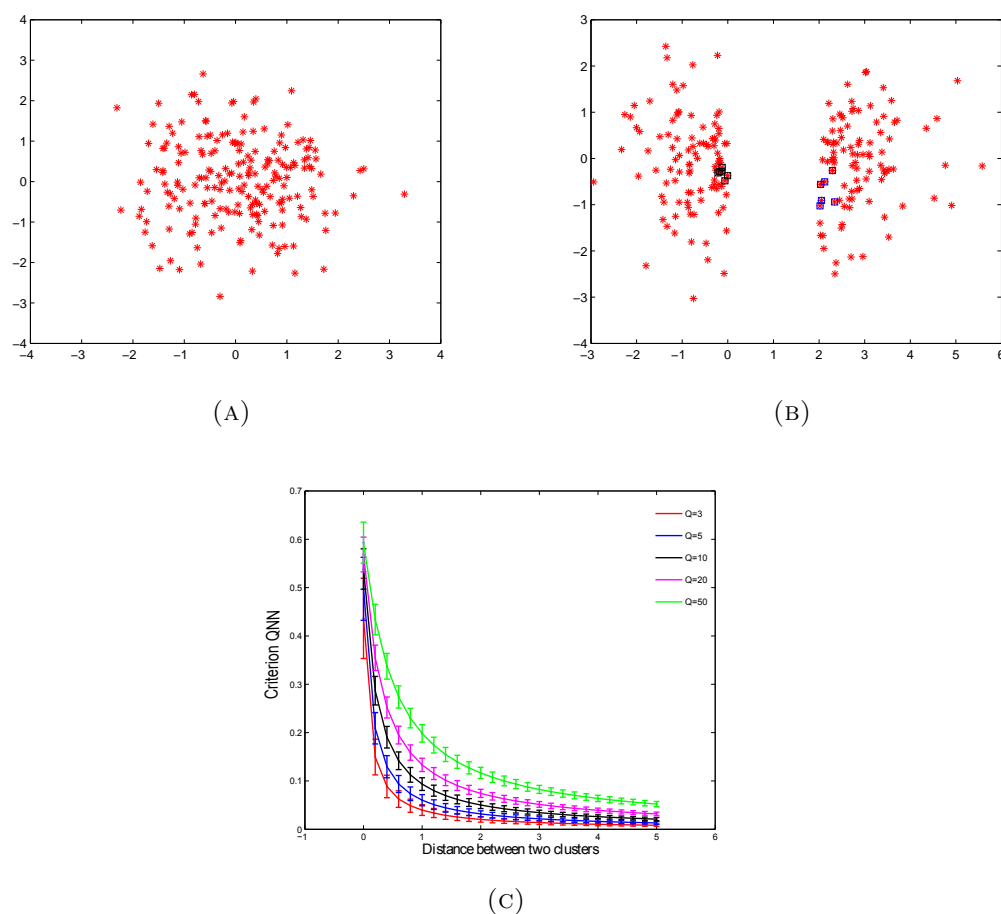 4
3
2
1
0
−1
−2
−3
−4
−4 −3 −2 −1 0 1 2 3 4
(A)
3
2
1
0
−1
−2
−3
−4
−3 −2 −1 0 1 2 3 4 5 6
(B)
0.7
0.6
0.5
0.4
0.3
0.2
0.1
0
Criterion QNN
Q=3
Q=5
Q=10
Q=20
Q=50
−1 0 1 2 3 4 5 6
Distance between two clusters
(C)